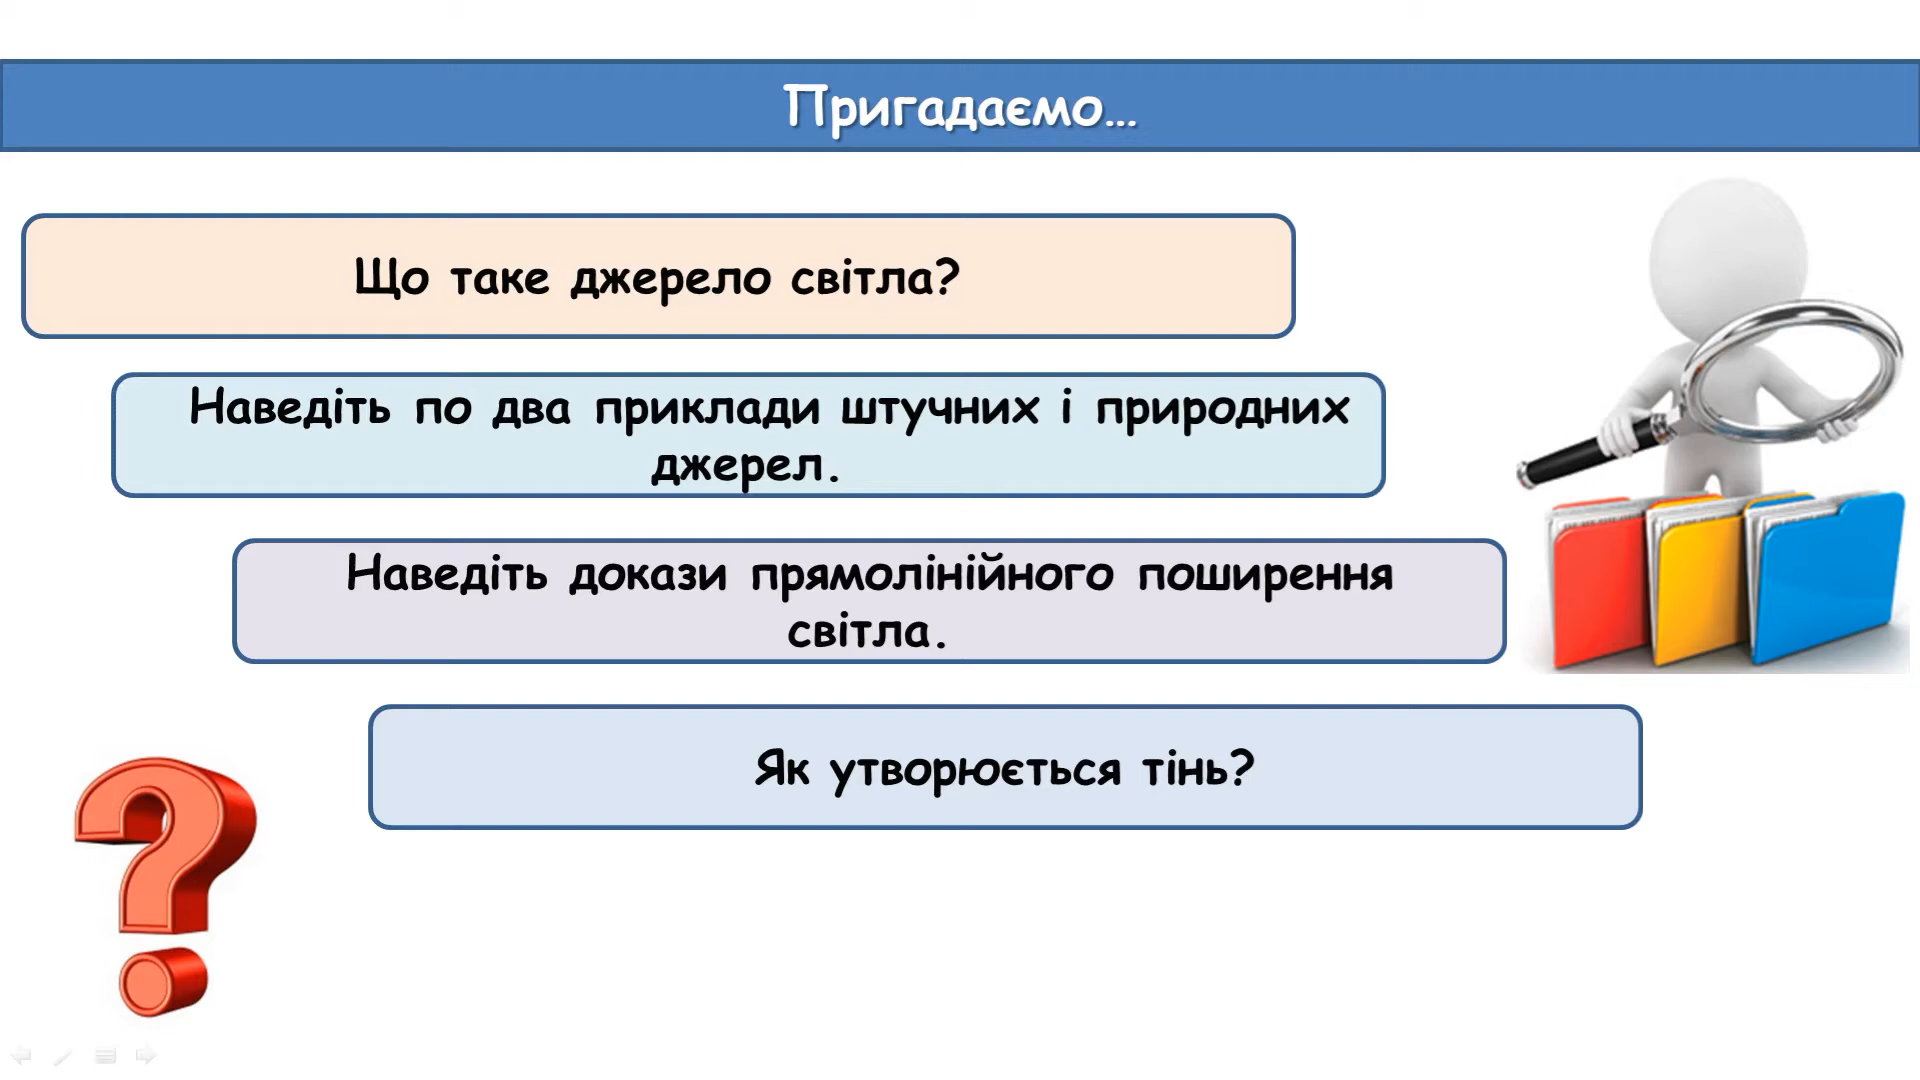 Пригадаємо...
Що таке джерело світла?
Наведіть по два приклади штучних і природних
джерел.
Наведіть докази прямолінійного поширення
світла.
Як утворюється тінь?